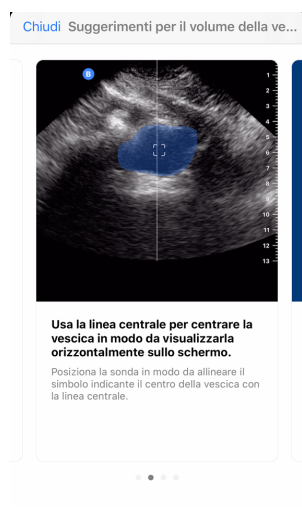 Chiudi Suggerimenti per il volume della ve...
B
1
2
3
4
5
6
7
8
9
10
11
12
13
Usa la linea centrale per centrare la
vescica in modo da visualizzarla
orizzontalmente sullo schermo.
Posiziona la sonda in modo da allineare il
simbolo indicante il centro della vescica con
la linea centrale.